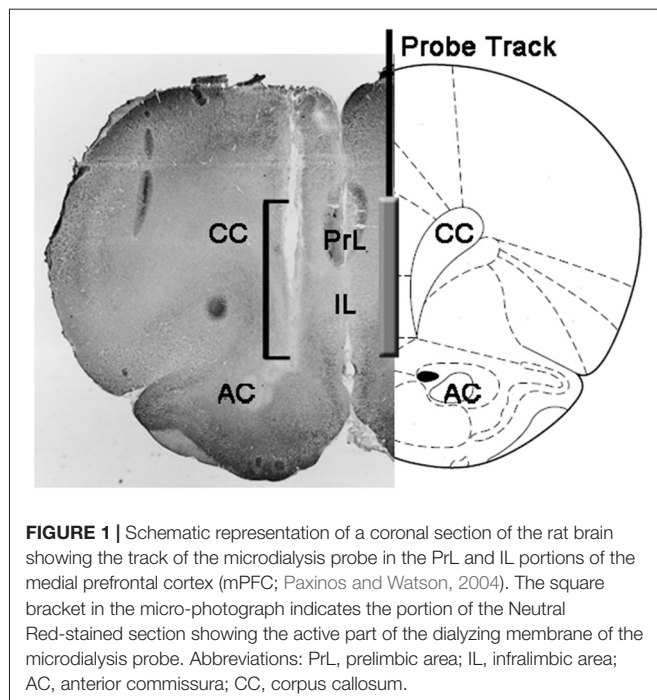 Probe Track
CC
PrL
CC
IL
AC
AC
FIGURE 1 | Schematic representation of a coronal section of the rat brain
showing the track of the microdialysis probe in the PrL and IL portions of the
medial prefrontal cortex (mPFC; Paxinos and Watson, 2004). The square
bracket in the micro-photograph indicates the portion of the Neutral
Red-stained section showing the active part of the dialyzing membrane of the
microdialysis probe. Abbreviations: PrL, prelimbic area; IL, infralimbic area;
AC, anterior commissura; CC, corpus callosum.